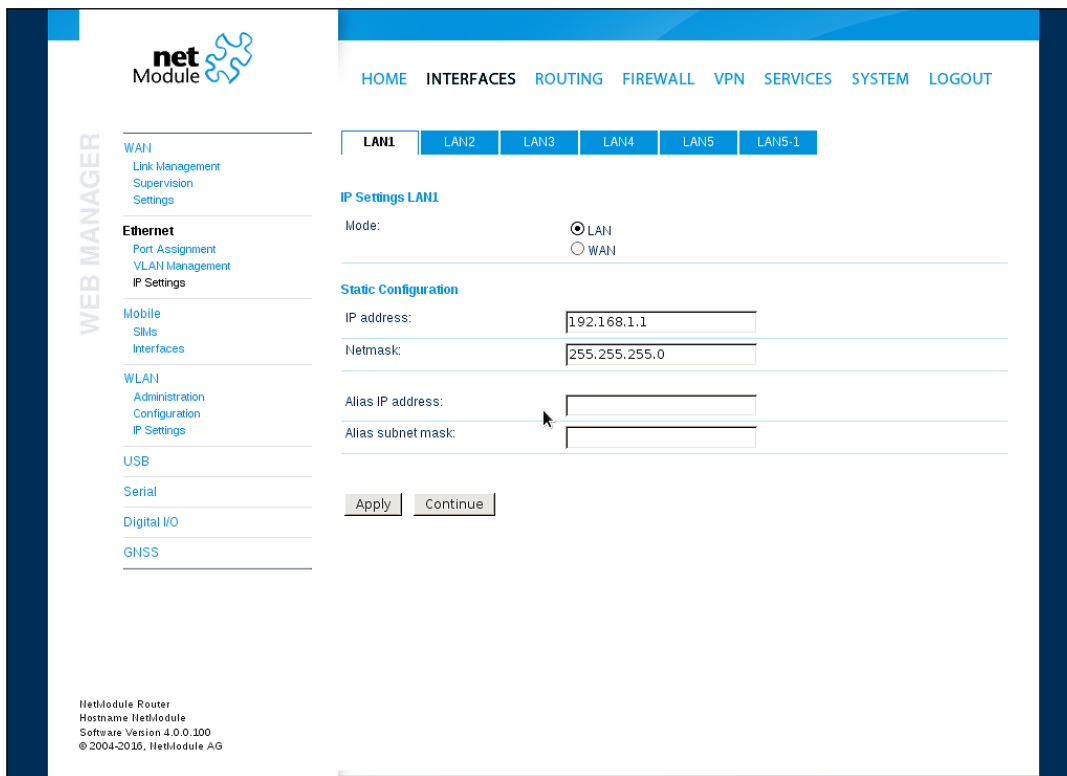 net
Module
HOME INTERFACES ROUTING FIREWALL VPN SERVICES SYSTEM LOGOUT
WEB MANAGER
WAN
Link Management
Supervision
Settings
Ethernet
Port Assignment
VLAN Management
IP Settings
Mobile
SIMs
Interfaces
WLAN
Administration
Configuration
IP Settings
USB
Serial
Digital I/O
GNSS
LAN1 LAN2 LAN3 LAN4 LAN5 LAN5-1
IP Settings LAN1
Mode: LAN
WAN
Static Configuration
IP address: 192.168.1.1
Netmask: 255.255.255.0
Alias IP address:
Alias subnet mask:
Apply Continue
NetModule Router
Hostname NetModule
Software Version 4.0.0.100
© 2004-2016, NetModule AG